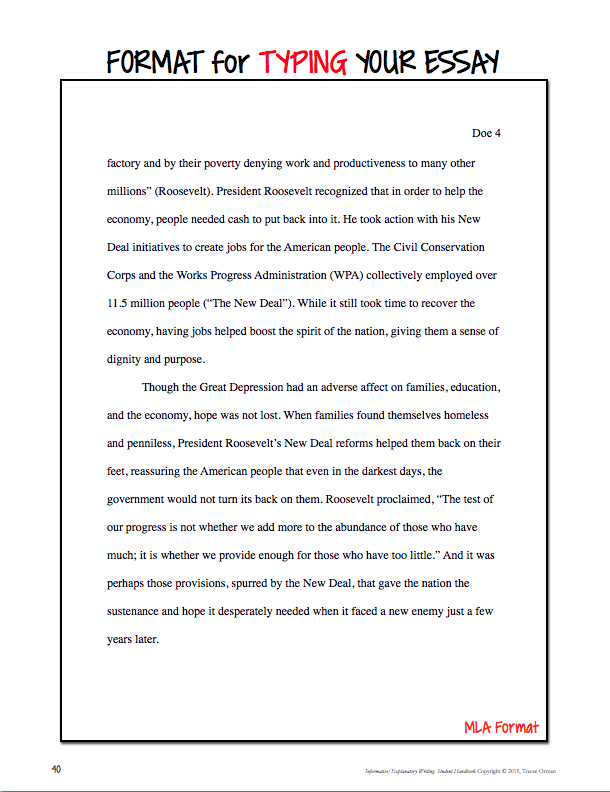 FORMAT for TYPING YOUR ESSAY
Doe 4
factory and by their poverty denying work and productiveness to many other
millions” (Roosevelt). President Roosevelt recognized that in order to help the
economy, people needed cash to put back into it. He took action with his New
Deal initiatives to create jobs for the American people. The Civil Conservation
Corps and the Works Progress Administration (WPA) collectively employed over
11.5 million people (“The New Deal”). While it still took time to recover the
economy, having jobs helped boost the spirit of the nation, giving them a sense of
dignity and purpose.
Though the Great Depression had an adverse affect on families, education,
and the economy, hope was not lost. When families found themselves homeless
and penniless, President Roosevelt’s New Deal reforms helped them back on their
feet, reassuring the American people that even in the darkest days, the
government would not turn its back on them. Roosevelt proclaimed, “The test of
our progress is not whether we add more to the abundance of those who have
much; it is whether we provide enough for those who have too little.” And it was
perhaps those provisions, spurred by the New Deal, that gave the nation the
sustenance and hope it desperately needed when it faced a new enemy just a few
years later.
MLA Format
40
Informative/Explanatory Writing: Student Handbook Copyright © 2015, Tracee Orman